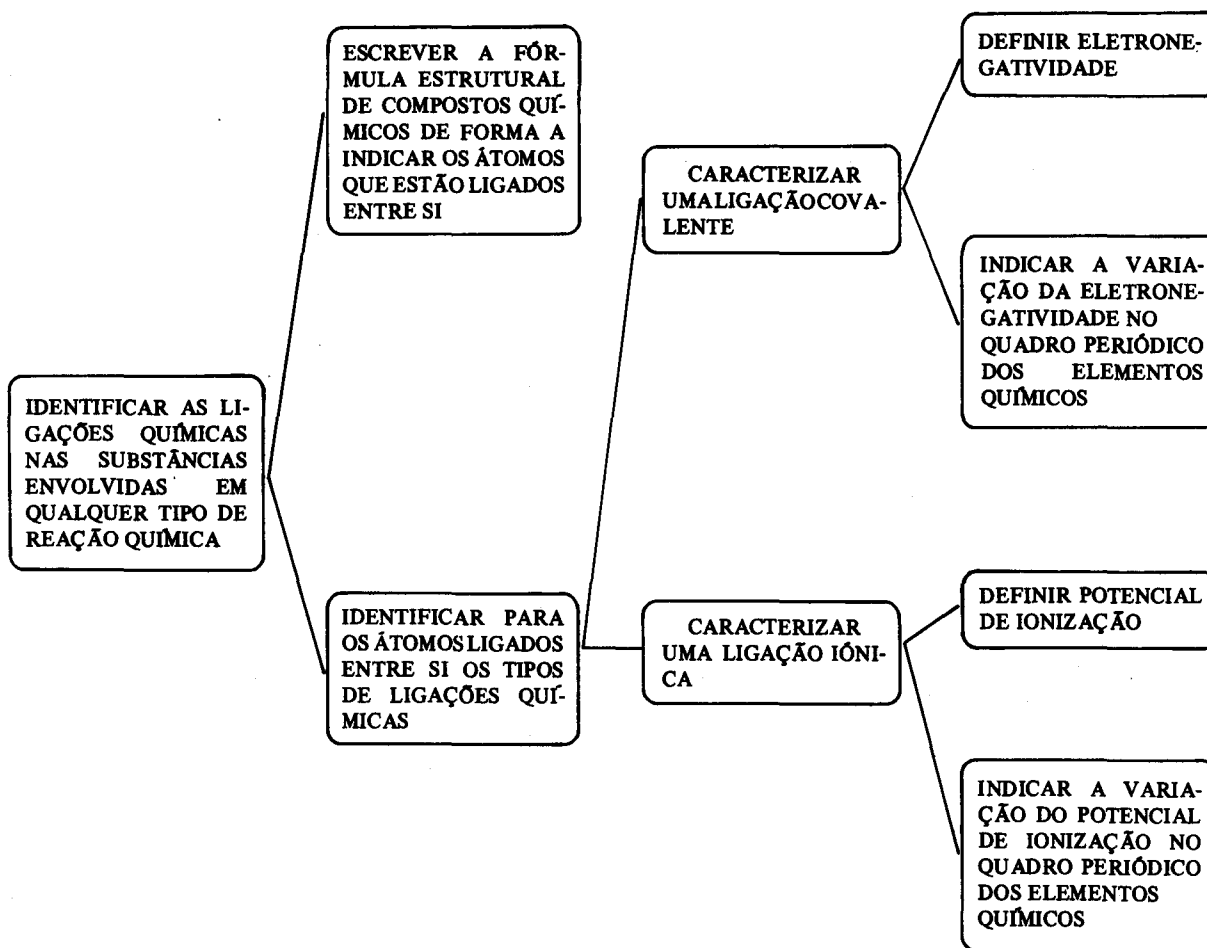 ESCREVER A FÓR-
MULA ESTRUTURAL
DE COMPOSTOS QUÍ-
MICOS DE FORMA A
INDICAR OS ÁTOMOS
QUE ESTÃO LIGADOS
ENTRE SI
DEFINIR ELETRONE-
GATIVIDADE
CARACTERIZAR
UMA LIGAÇÃO COVA-
LENTE
INDICAR A VARIA-
ÇÃO DA ELETRONE-
GATIVIDADE NO
QUADRO PERIÓDICO
DOS ELEMENTOS
QUÍMICOS
IDENTIFICAR AS LI-
GAÇÕES QUÍMICAS
NAS SUBSTÂNCIAS
ENVOLVIDAS EM
QUALQUER TIPO DE
REAÇÃO QUÍMICA
IDENTIFICAR PARA
OS ÁTOMOS LIGADOS
ENTRE SI OS TIPOS
DE LIGAÇÕES QUÍ-
MICAS
CARACTERIZAR
UMA LIGAÇÃO IÔNI-
CA
DEFINIR POTENCIAL
DE IONIZAÇÃO
INDICAR A VARIA-
ÇÃO DO POTENCIAL
DE IONIZAÇÃO NO
QUADRO PERIÓDICO
DOS ELEMENTOS
QUÍMICOS